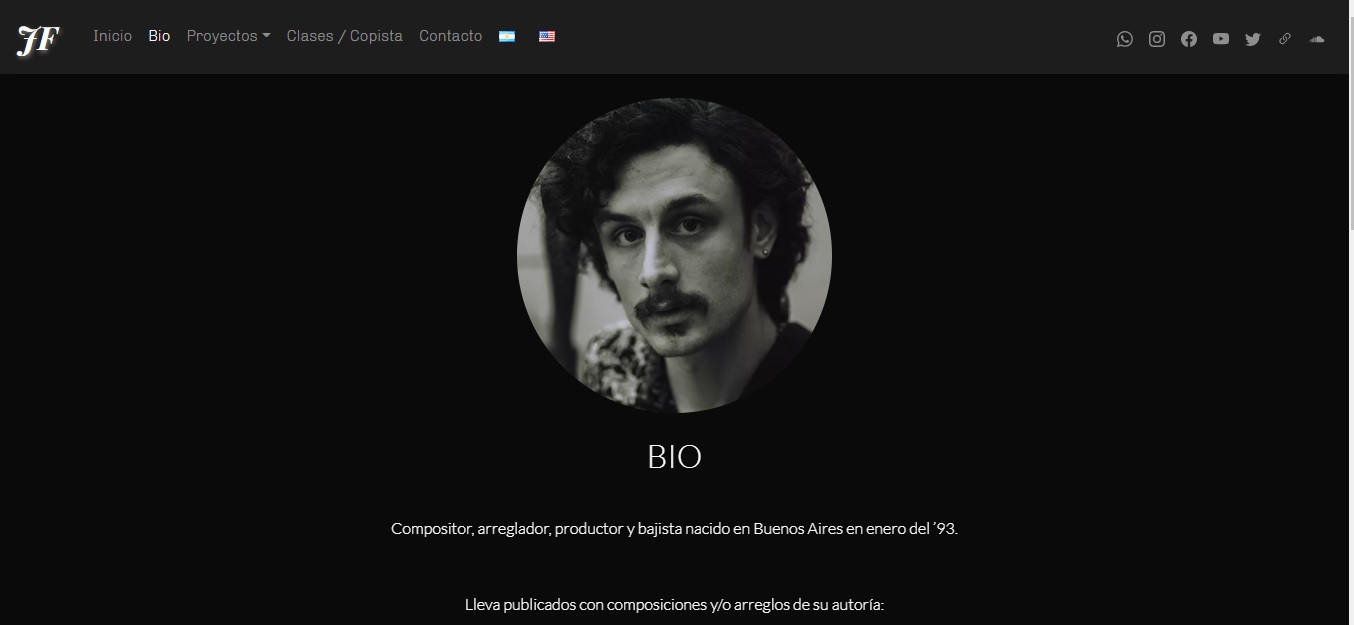 JF
Inicio Bio Proyectos Clases / Copista Contacto
BIO
Compositor, arreglador, productor y bajista nacido en Buenos Aires en enero del ´93.
Lleva publicados con composiciones y/o arreglos de su autoría: